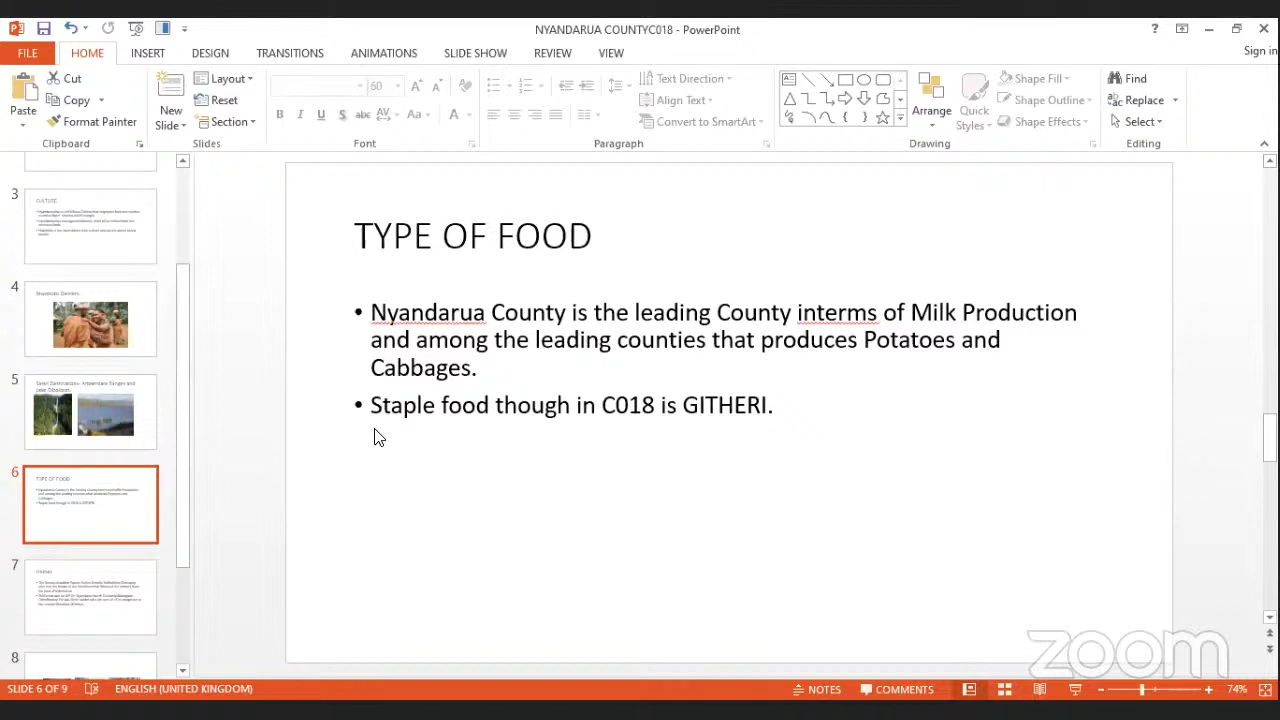 NYANDARUA COUNTYC018 - PowerPoint
Sign in
FILE HOME INSERT DESIGN TRANSITIONS ANIMATIONS SLIDE SHOW REVIEW VIEW
Paste
Cut
Copy
Format Painter
Clipboard
New
Slide
Layout
Reset
Section
Slides
60
Font
Text Direction
Align Text
Convert to SmartArt
Paragraph
Arrange
Quick
Styles
Shape Fill
Shape Outline
Shape Effects
Drawing
Find
Replace
Select
Editing
3
CULTURE
4
5
6
TYPE OF FOOD
7
8
TYPE OF FOOD
• Nyandarua County is the leading County interms of Milk Production
and among the leading counties that produces Potatoes and
Cabbages.
• Staple food though in C018 is GITHERI.
zoom
SLIDE 6 OF 9 ENGLISH (UNITED KINGDOM) NOTES COMMENTS 74%